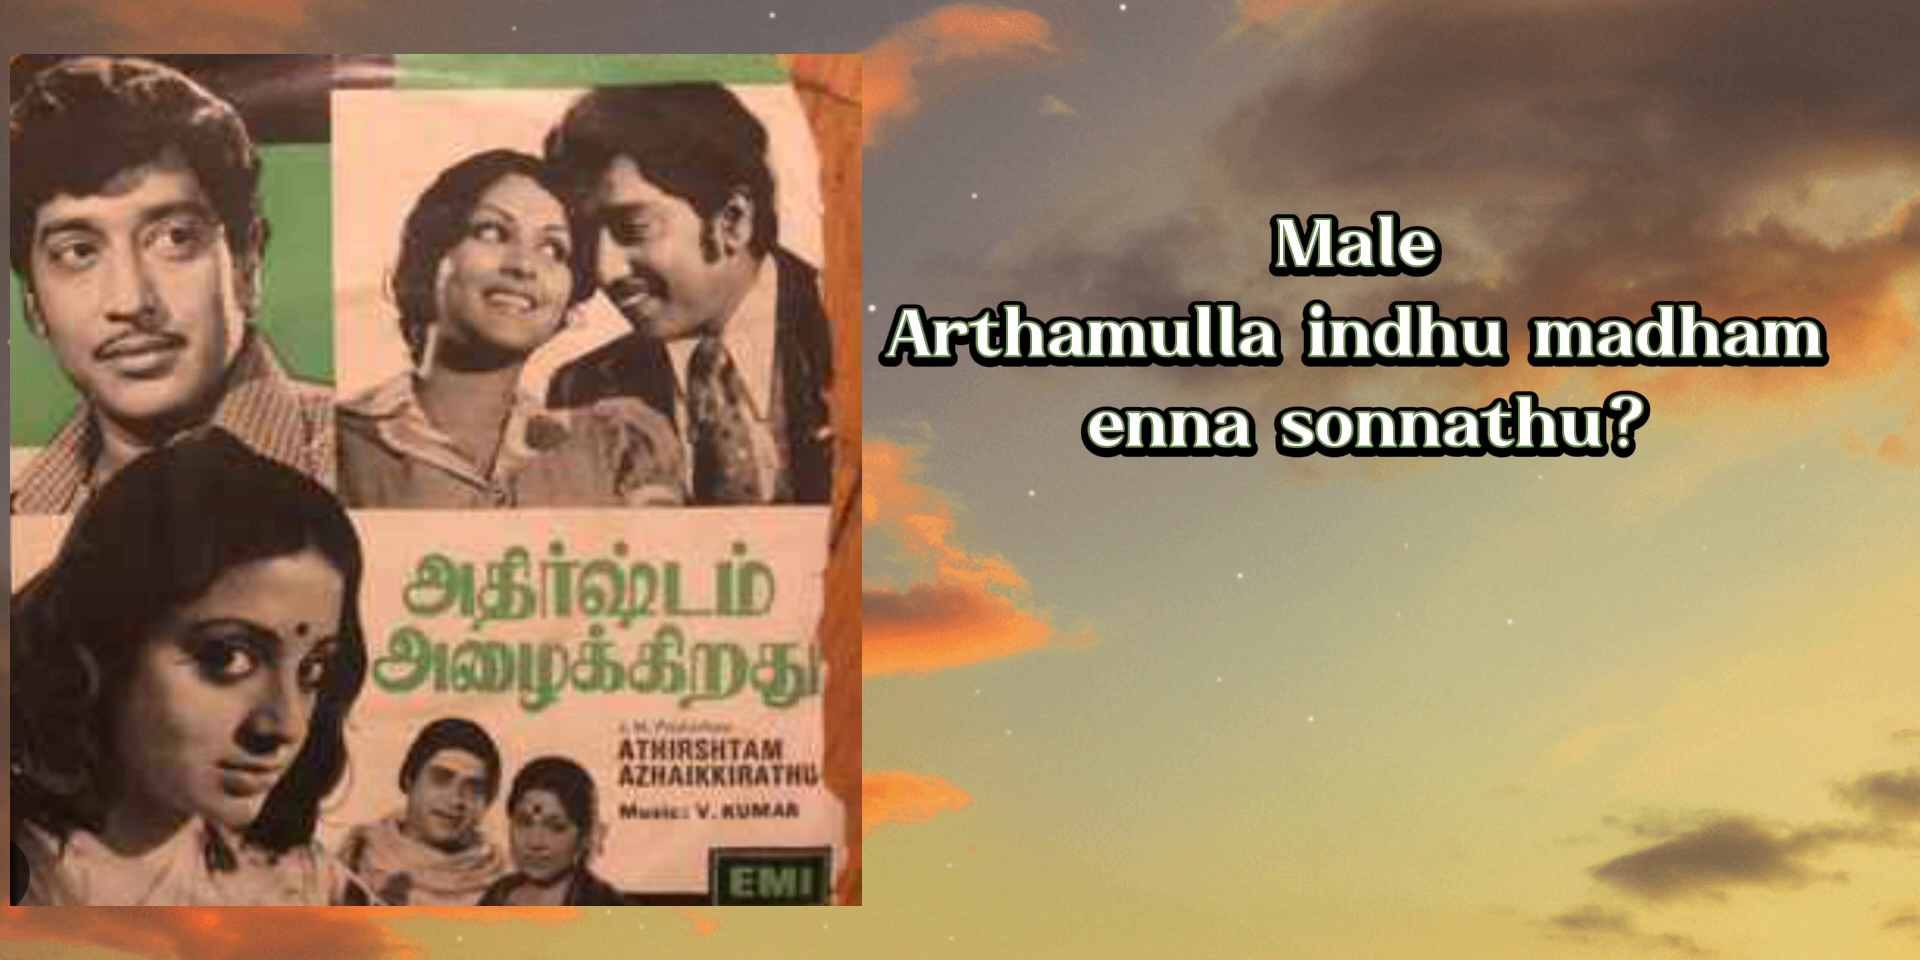 அதிர்ஷ்டம்
அழைக்கிறது
ATHIRSHTAM
AZHAIKKIRATHU
Music: V. KUMAR
EMI
Male
Arthamulla indhu madham
enna sonnathu?